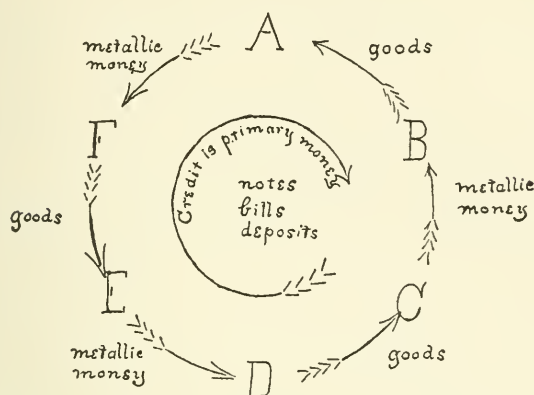 A
metallic
money
goods
F
B
Credit is primary money
notes
bills
deposits
metallic
money
goods
E
C
metallic
money
D
goods